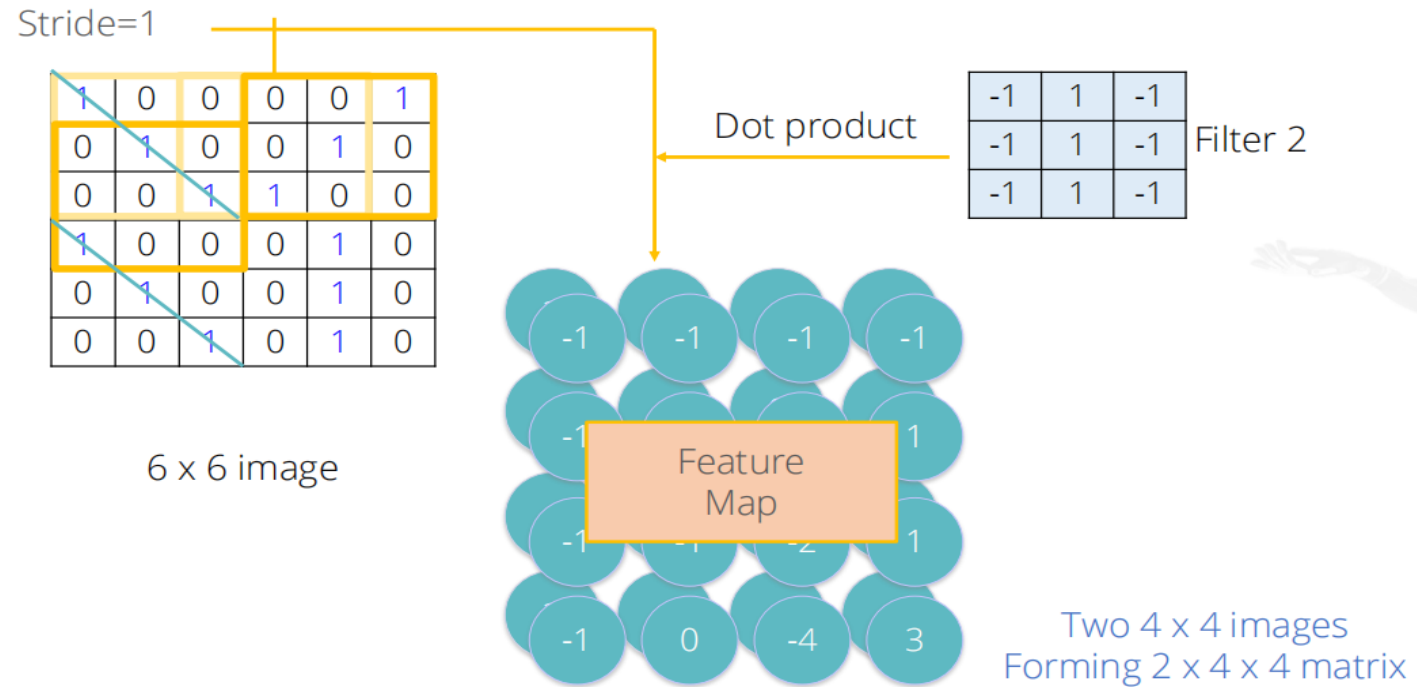 Stride=1
1 0 0 0 0 1
0 1 0 0 1 0
0 0 1 1 0 0
1 0 0 0 1 0
0 1 0 0 1 0
0 0 1 0 1 0
6 x 6 image
Dot product
-1 1 -1
-1 1 -1
-1 1 -1
Filter 2
-1 -1 -1 -1
-1 1
Feature
Map
-1 -1 -2 1
-1 0 -4 3
Two 4 x 4 images
Forming 2 x 4 x 4 matrix